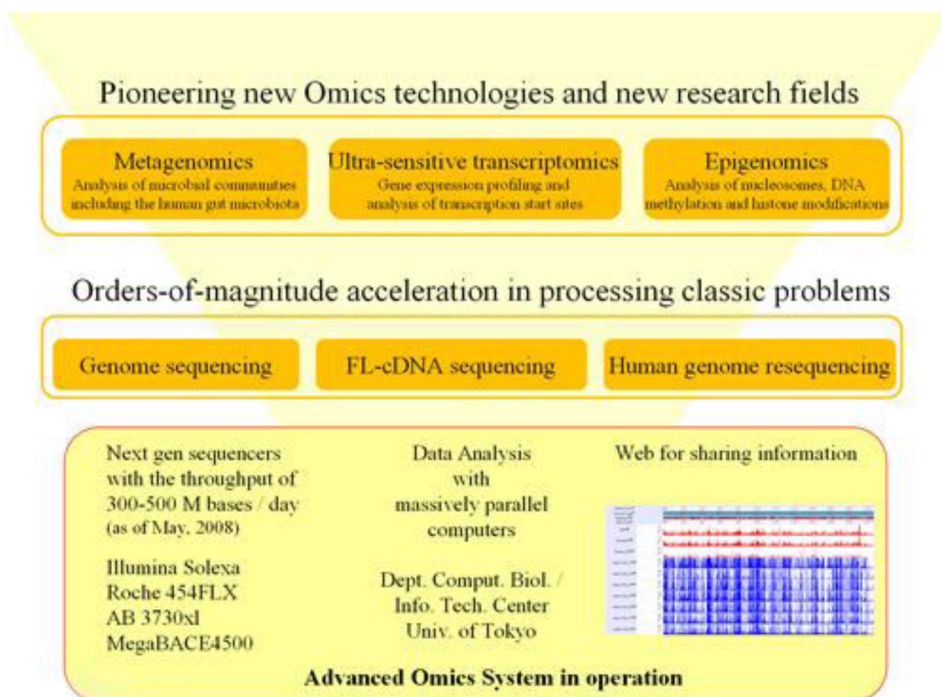 Pioneering new Omics technologies and new research fields
Metagenomics
Analysis of microbial communities
including the human gut microbiota
Ultra-sensitive transcriptomics
Gene expression profiling and
analysis of transcription start sites
Epigenomics
Analysis of nucleosomes, DNA
methylation and histone modifications
Orders-of-magnitude acceleration in processing classic problems
Genome sequencing
FL-cDNA sequencing
Human genome resequencing
Next gen sequencers
with the throughput of
300-500 M bases / day
(as of May, 2008)
Illumina Solexa
Roche 454FLX
AB 3730xl
MegaBACE4500
Data Analysis
with
massively parallel
computers
Dept. Comput. Biol. /
Info. Tech. Center
Univ. of Tokyo
Web for sharing information
Advanced Omics System in operation